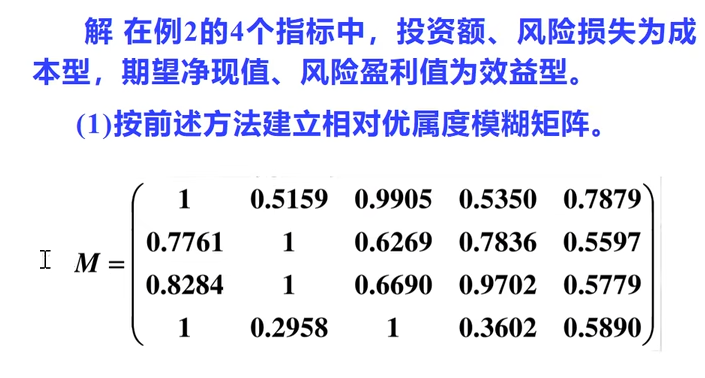 解 在例2的4个指标中，投资额、风险损失为成
本型，期望净现值、风险盈利值为效益型。
(1)按前述方法建立相对优属度模糊矩阵。
1 0.5159 0.9905 0.5350 0.7879
0.7761 1 0.6269 0.7836 0.5597
M =
0.8284 1 0.6690 0.9702 0.5779
1 0.2958 1 0.3602 0.5890